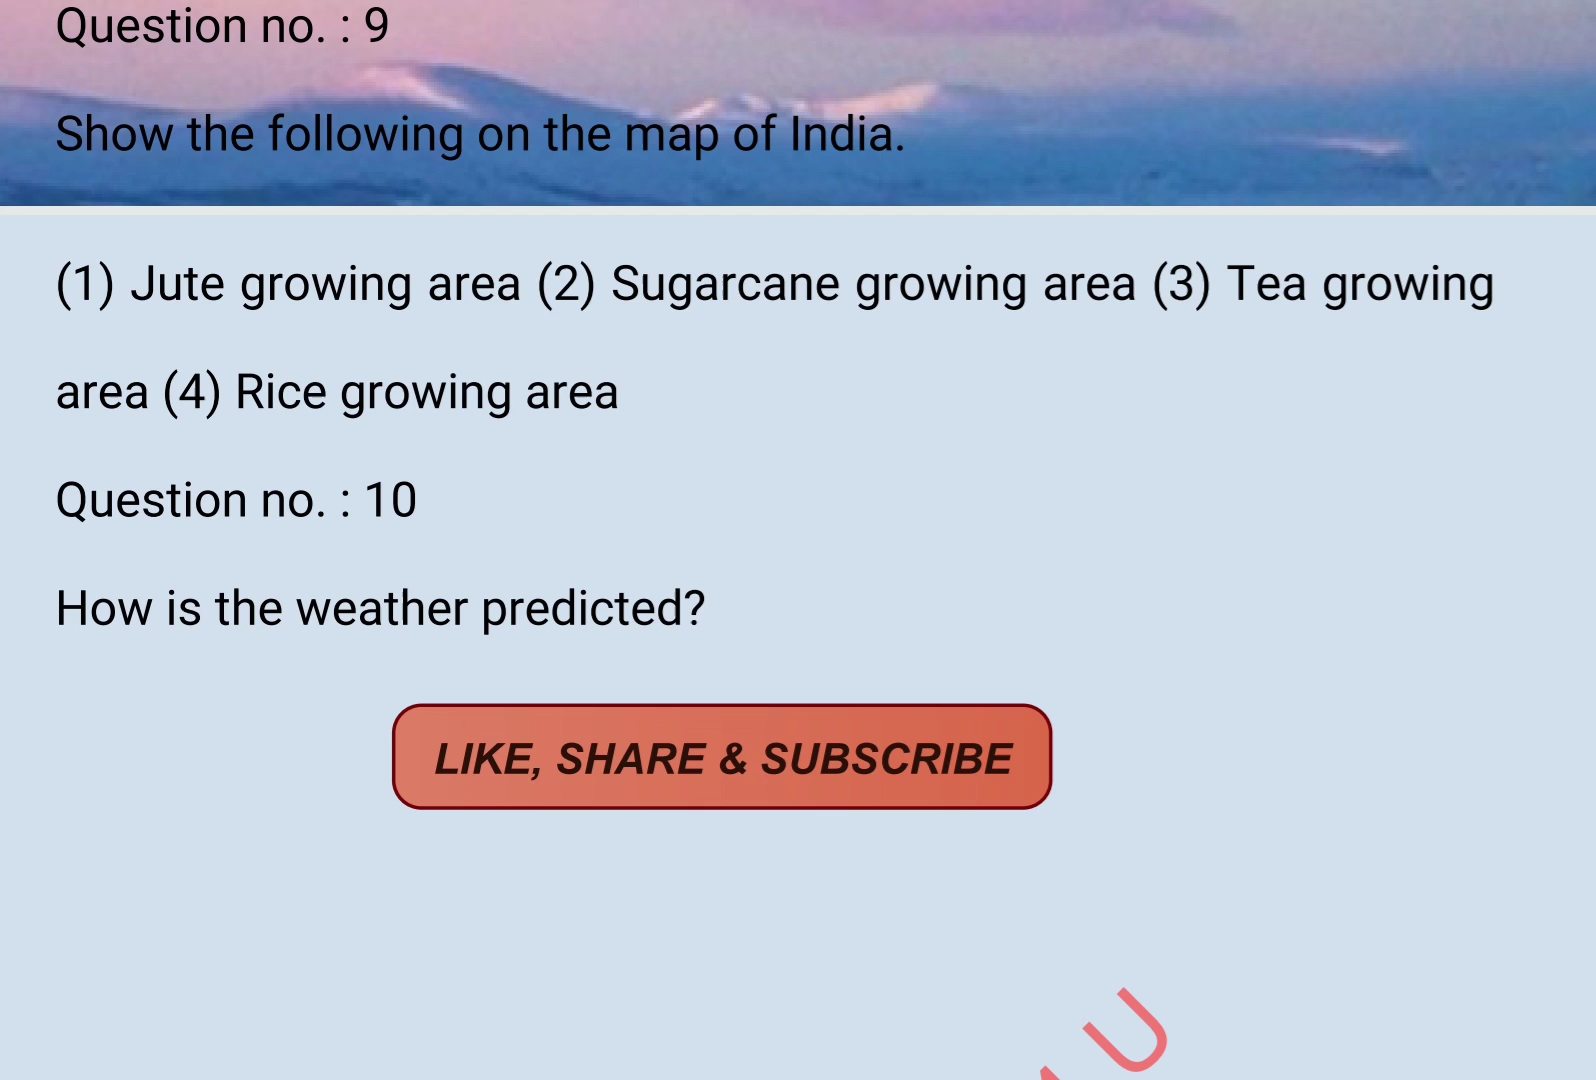 Question no. : 9
Show the following on the map of India.
(1) Jute growing area (2) Sugarcane growing area (3) Tea growing
area (4) Rice growing area
Question no. : 10
How is the weather predicted?
LIKE, SHARE & SUBSCRIBE
U